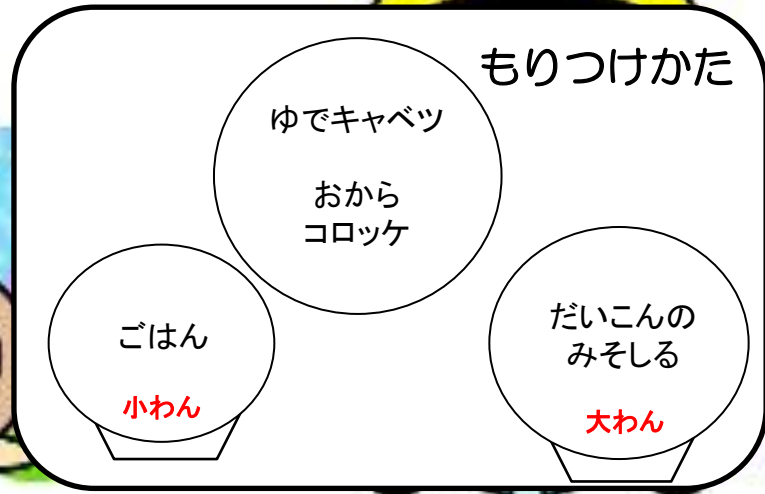 もりつけかた
ゆでキャベツ
おから
コロッケ
ごはん
小わん
だいこんの
みそしる
大わん